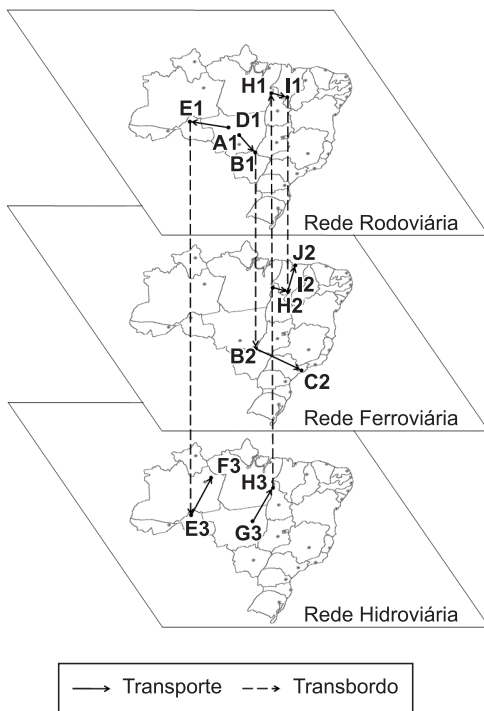 H1 I1
E1 D1
A1
B1
Rede Rodoviária
J2
I2
H2
B2
C2
Rede Ferroviária
F3 H3
E3 G3
Rede Hidroviária
Transporte Transbordo